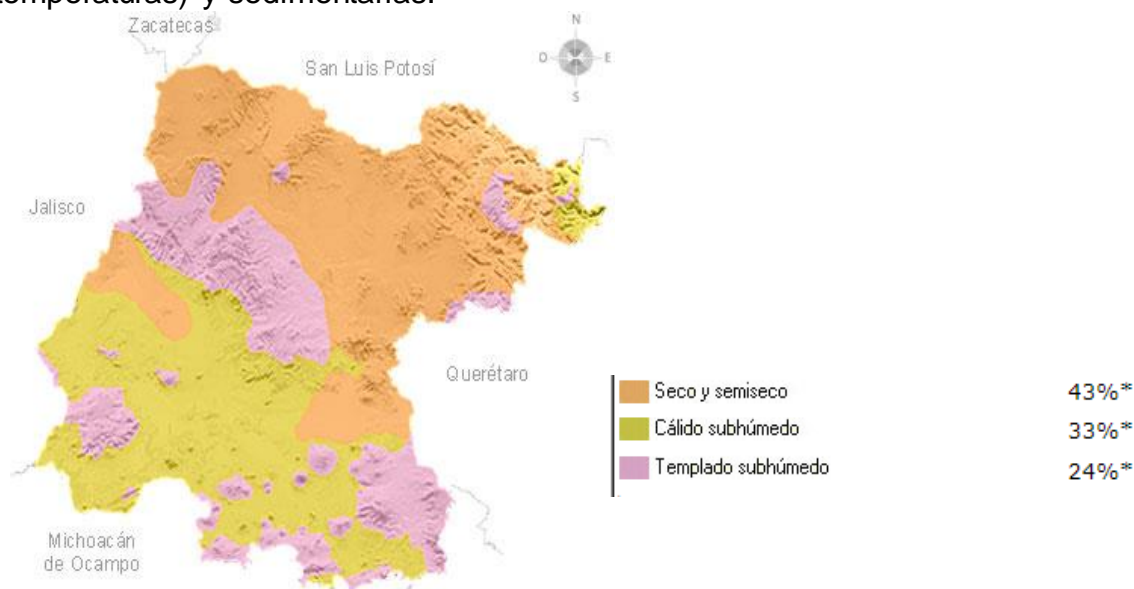 temperaturas) y sedimentarias.
Zacatecas
San Luis Potosí
N
O
E
S
Jalisco
Querétaro
Seco y semiseco 43%*
Cálido subhúmedo 33%*
Templado subhúmedo 24%*
Michoacán
de Ocampo